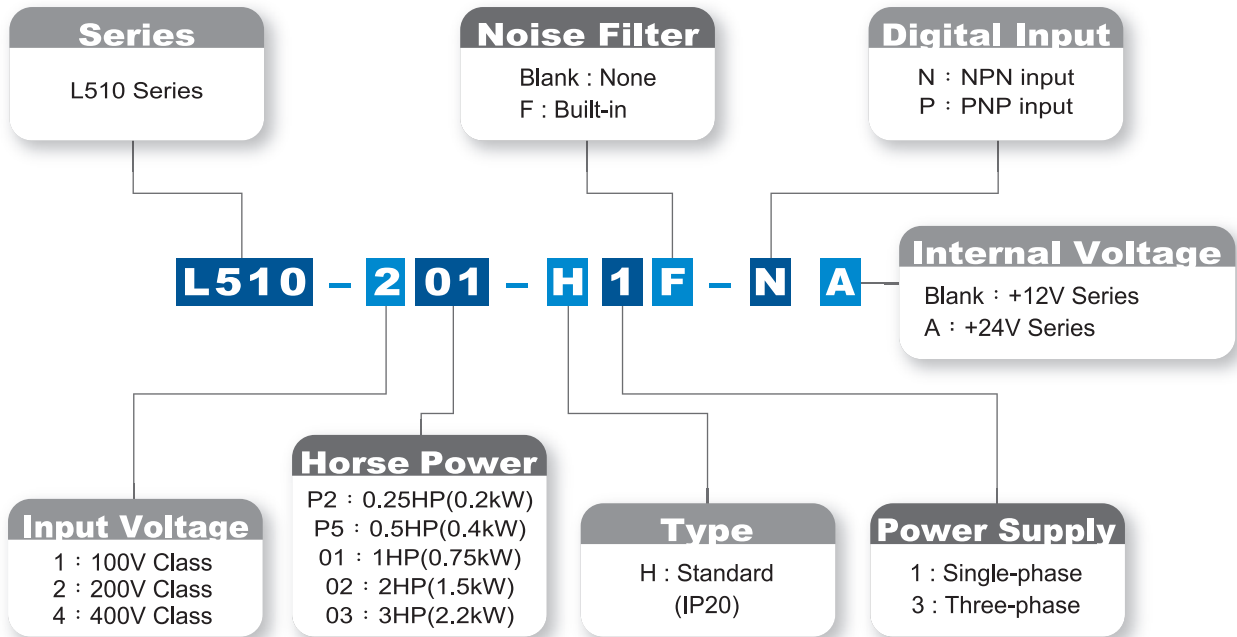 Series
L510 Series
Noise Filter
Blank : None
F : Built-in
Digital Input
N：NPN input
P：PNP input
L510 – 2 01 – H 1 F – N A
Internal Voltage
Blank：+12V Series
A：+24V Series
Input Voltage
1：100V Class
2：200V Class
4：400V Class
Horse Power
P2：0.25HP(0.2kW)
P5：0.5HP(0.4kW)
01：1HP(0.75kW)
02：2HP(1.5kW)
03：3HP(2.2kW)
Type
H : Standard
(IP20)
Power Supply
1 : Single-phase
3 : Three-phase